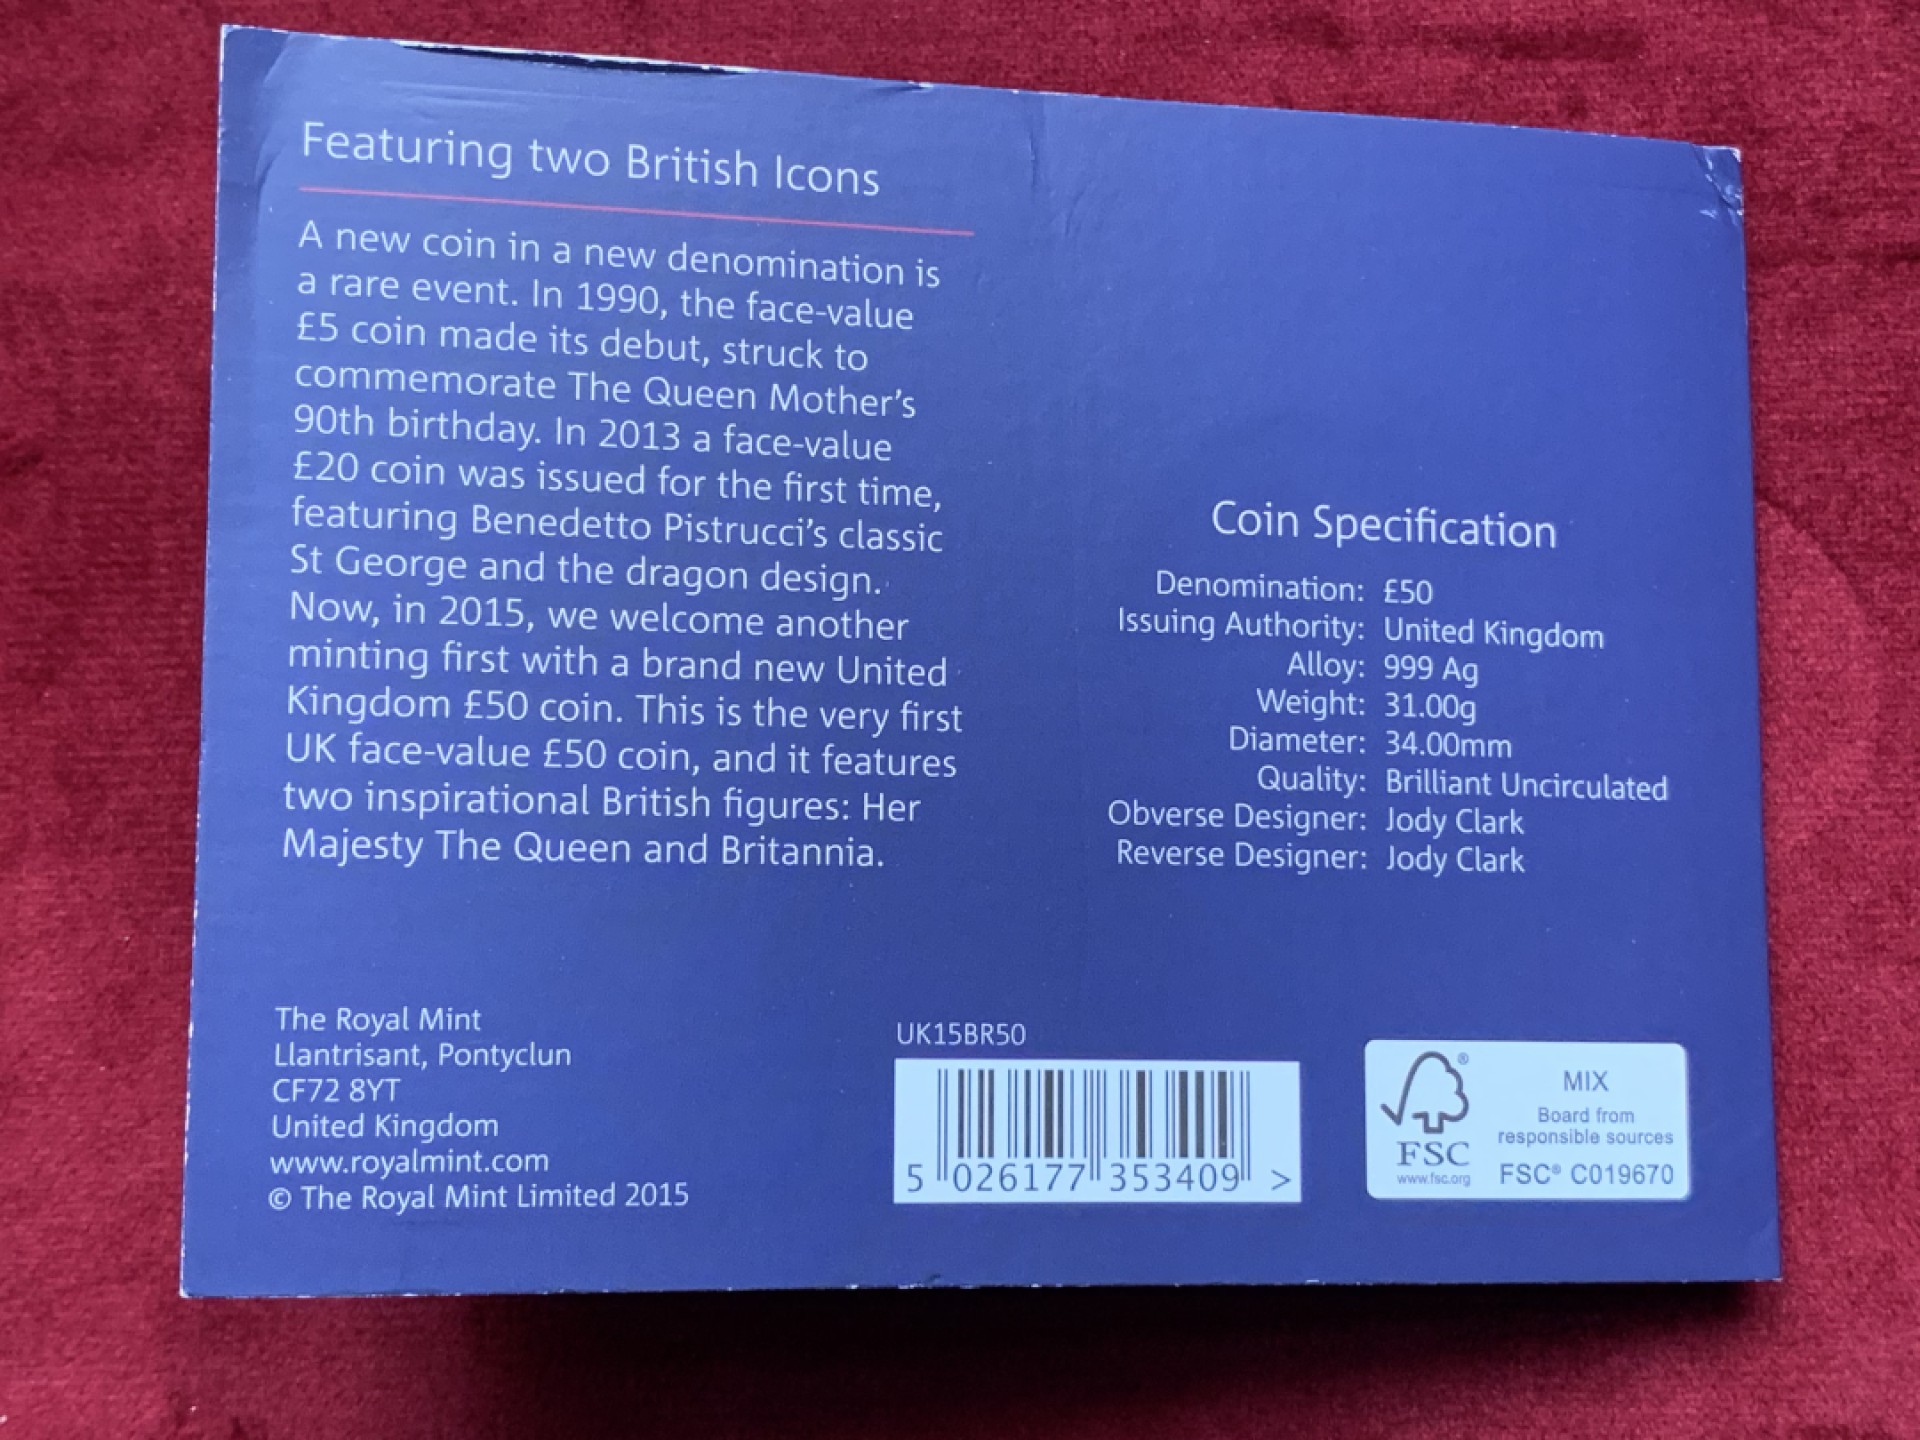 Featuring two British Icons
A new coin in a new denomination is
a rare event. In 1990, the face-value
£5 coin made its debut, struck to
commemorate The Queen Mother's
90th birthday. In 2013 a face-value
£20 coin was issued for the first time,
featuring Benedetto Pistrucci's classic
St George and the dragon design.
Now, in 2015, we welcome another
minting first with a brand new United
Kingdom £50 coin. This is the very first
UK face-value £50 coin, and it features
two inspirational British figures: Her
Majesty The Queen and Britannia.
Coin Specification
Denomination: £50
Issuing Authority: United Kingdom
Alloy: 999 Ag
Weight: 31.00g
Diameter: 34.00mm
Quality: Brilliant Uncirculated
Obverse Designer: Jody Clark
Reverse Designer: Jody Clark
The Royal Mint
Llantrisant, Pontyclun
CF72 8YT
United Kingdom
www.royalmint.com
© The Royal Mint Limited 2015
UK15BR50
5 026177 353409 >
®
FSC
www.fsc.org
MIX
Board from
responsible sources
FSC® C019670